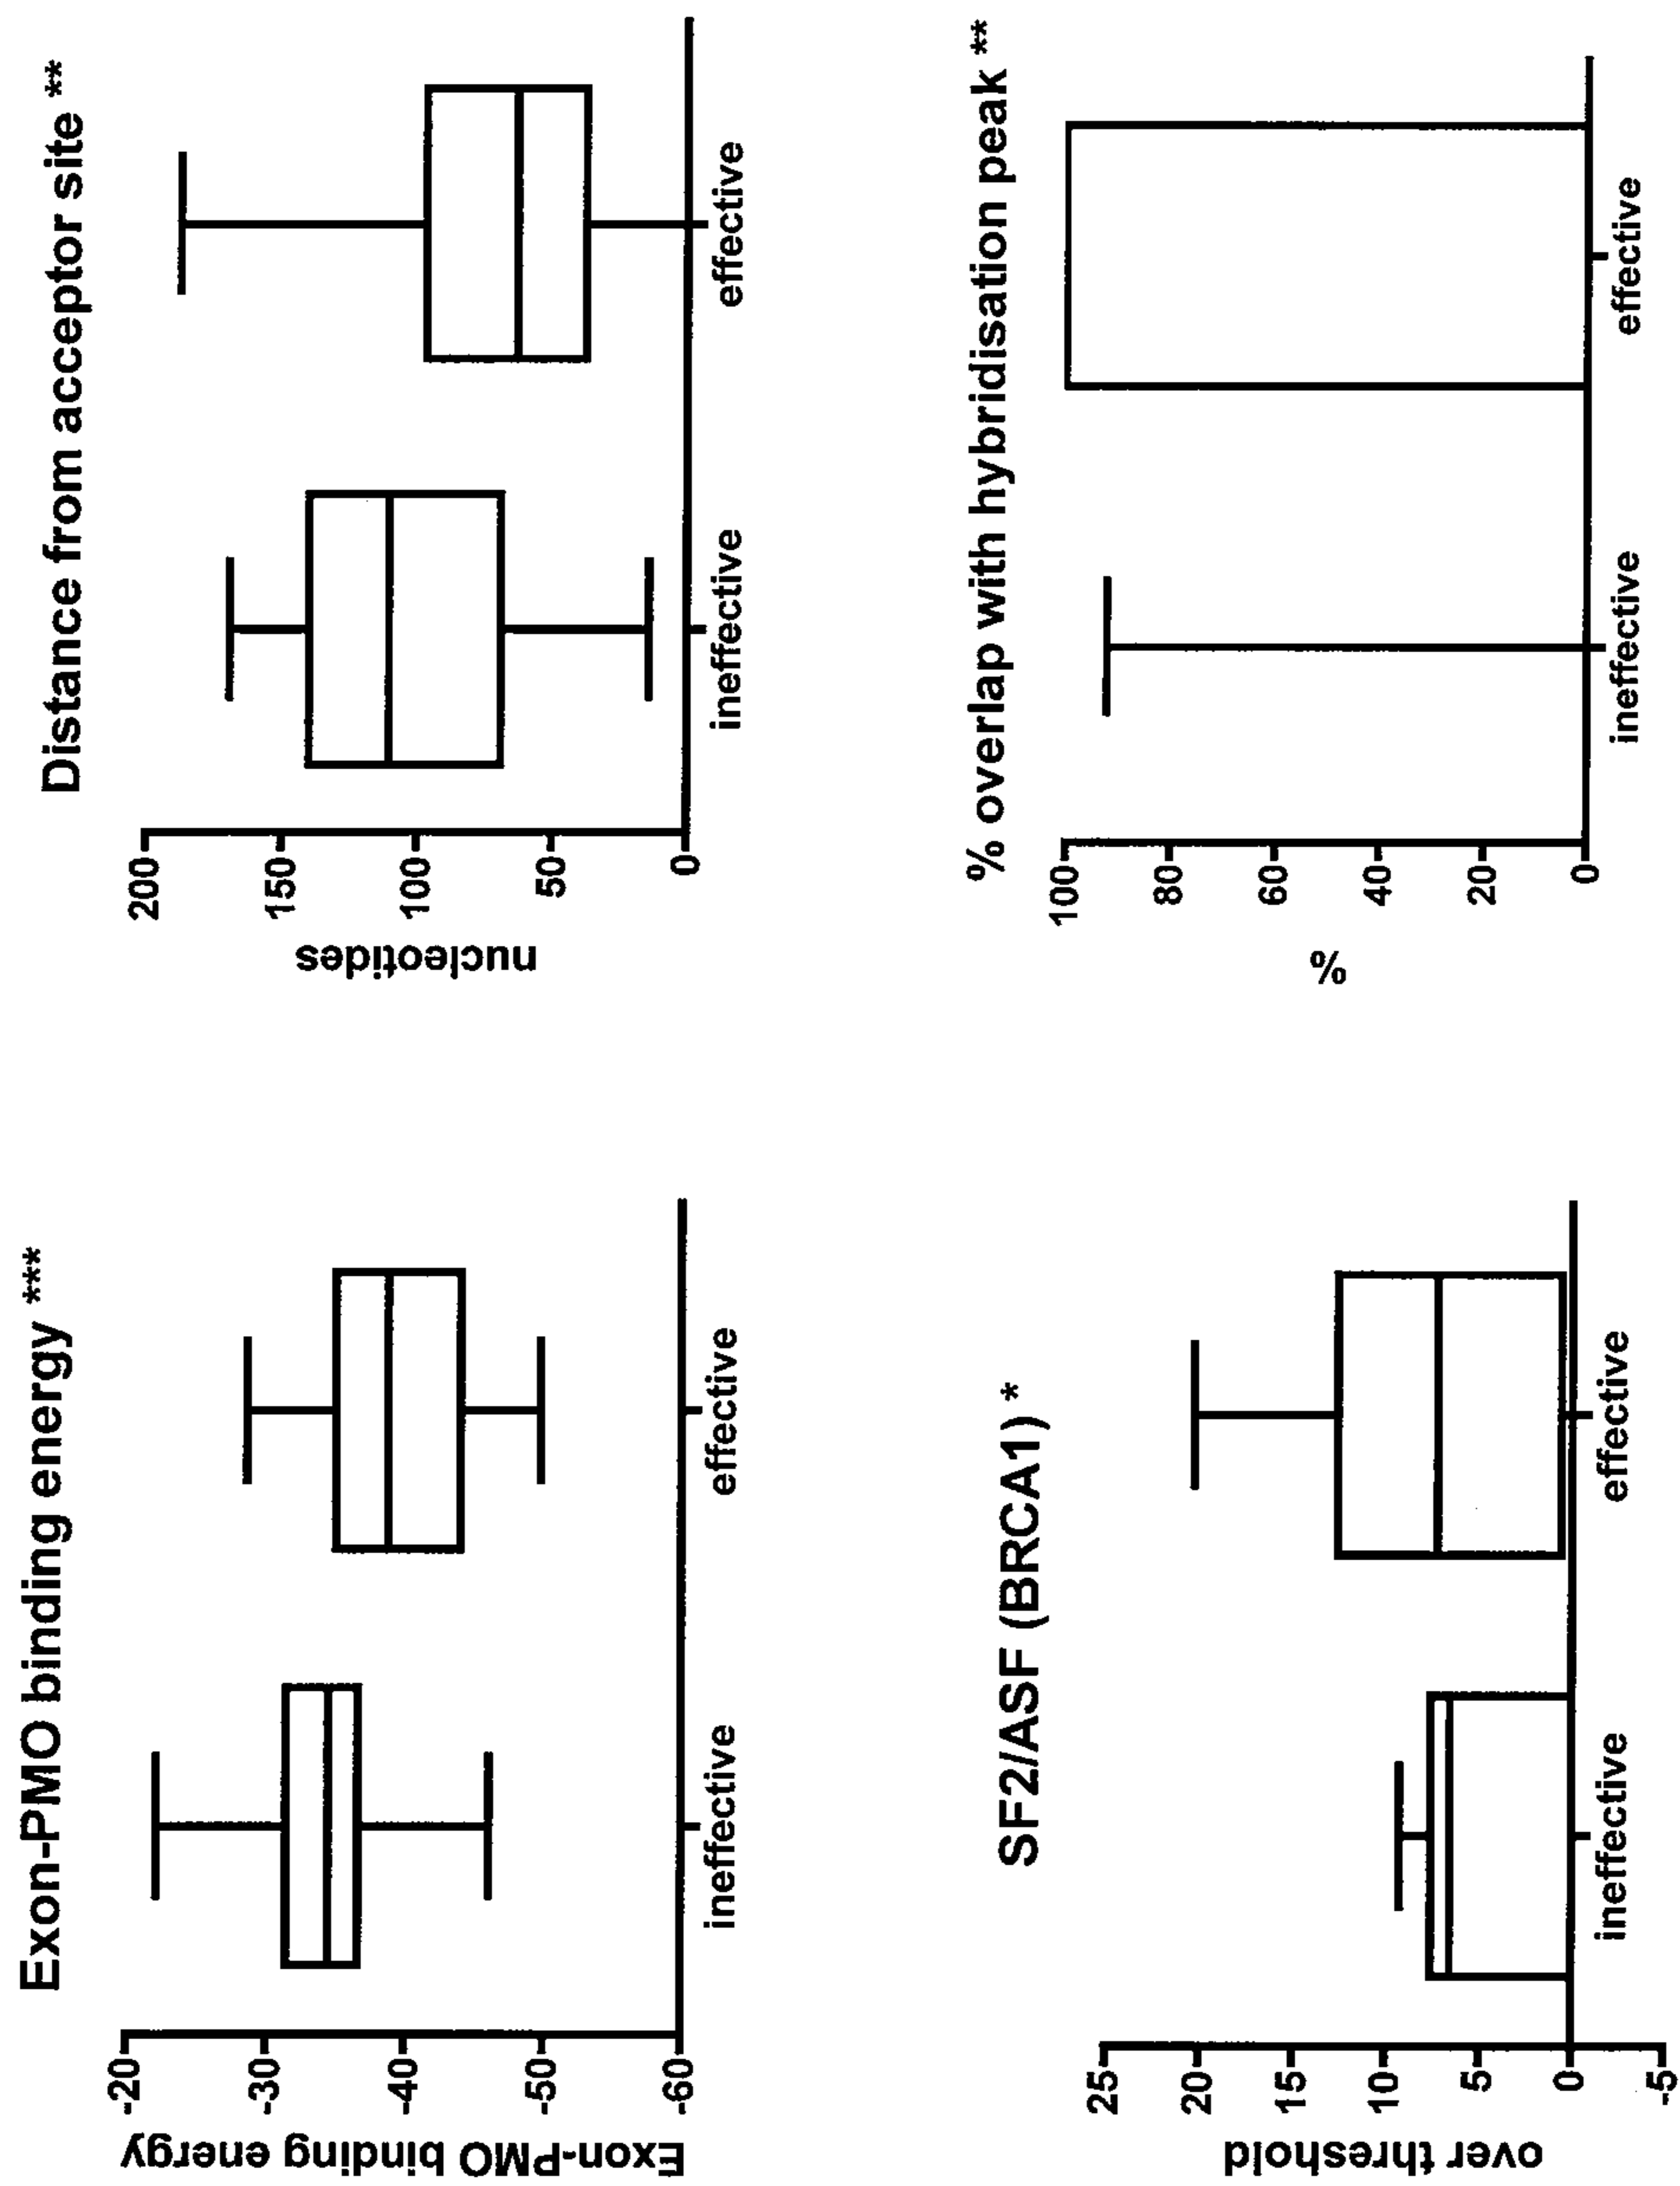 Exon-PMO binding energy ***
Exon-PMO binding energy
-20
-30
-40
-50
-60
ineffective
effective
Distance from acceptor site **
nucleotides
200
150
100
50
0
ineffective
effective
SF2/ASF (BRCA1) *
over threshold
25
20
15
10
5
0
-5
ineffective
effective
% overlap with hybridisation peak **
%
100
80
60
40
20
0
ineffective
effective